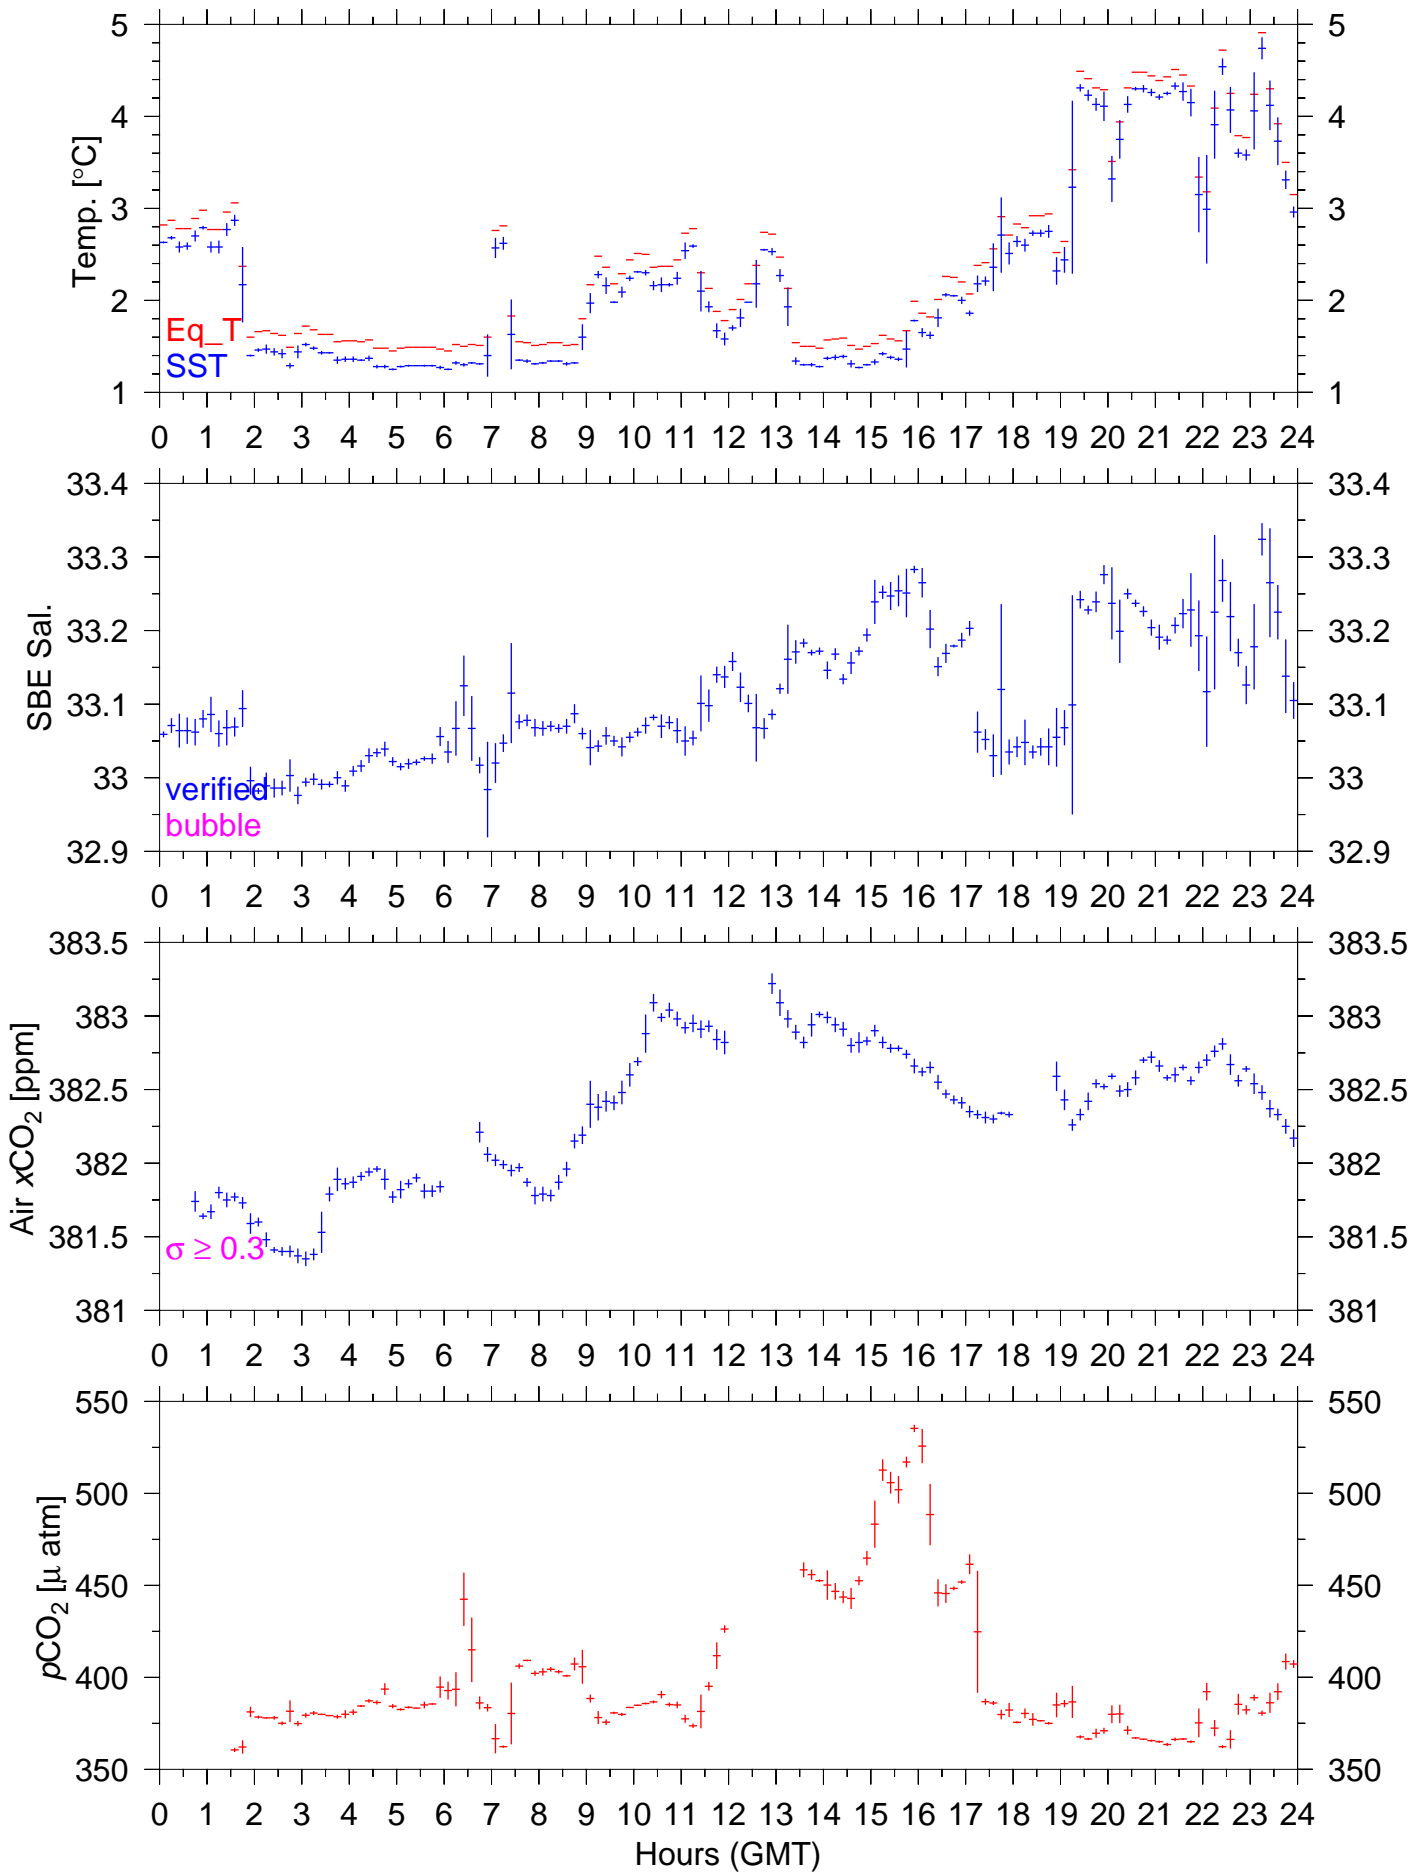 5 5
4 4
3 3
2 2
1 1
Temp. [°C]
Eq_T
SST
0 1 2 3 4 5 6 7 8 9 10 11 12 13 14 15 16 17 18 19 20 21 22 23 24
33.4 33.4
33.3 33.3
33.2 33.2
33.1 33.1
33 33
32.9 32.9
SBE Sal.
verified
bubble
0 1 2 3 4 5 6 7 8 9 10 11 12 13 14 15 16 17 18 19 20 21 22 23 24
383.5 383.5
383 383
382.5 382.5
382 382
381.5 381.5
381 381
Air xCO₂ [ppm]
σ ≥ 0.3
0 1 2 3 4 5 6 7 8 9 10 11 12 13 14 15 16 17 18 19 20 21 22 23 24
550 550
500 500
450 450
400 400
350 350
pCO₂ [µ atm]
0 1 2 3 4 5 6 7 8 9 10 11 12 13 14 15 16 17 18 19 20 21 22 23 24
Hours (GMT)